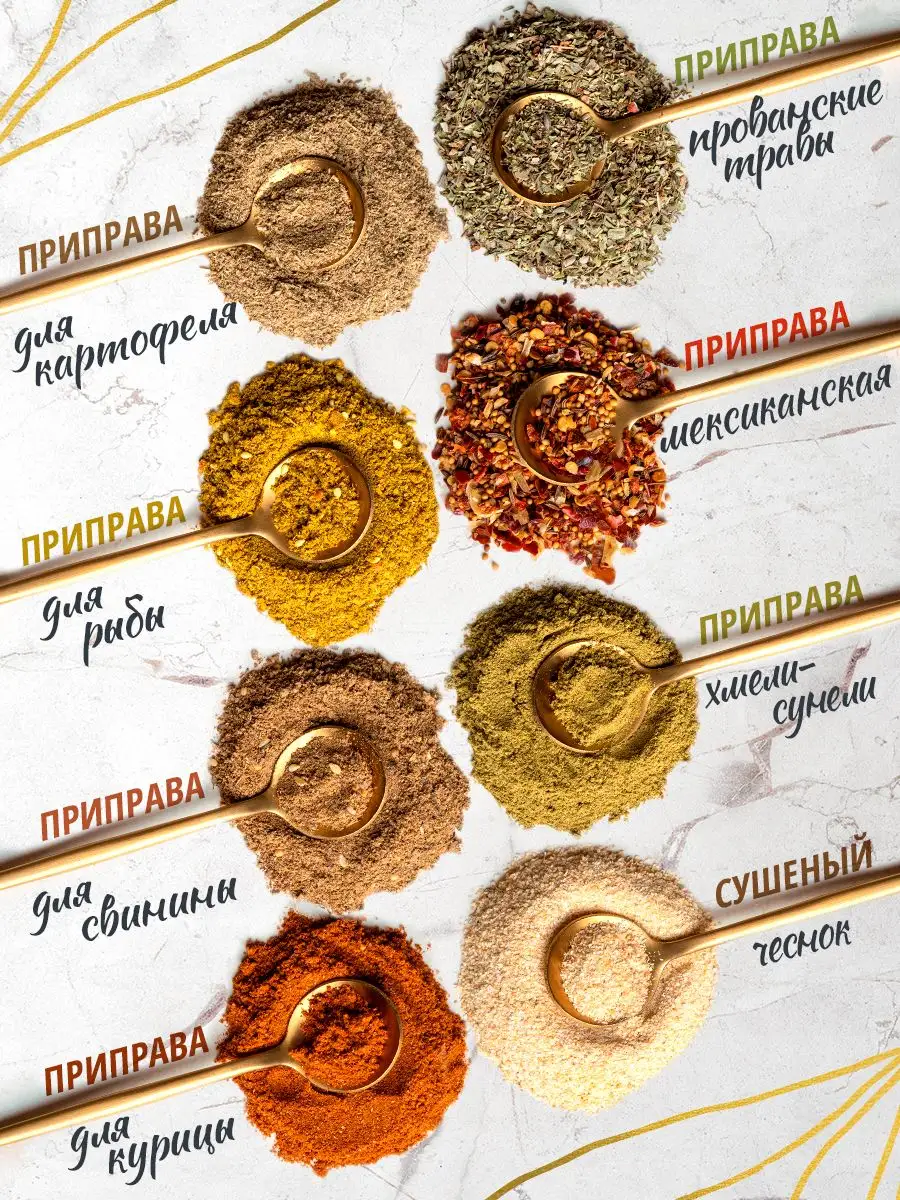 ПРИПРАВА
прованские
травы
ПРИПРАВА
для
картофеля
ПРИПРАВА
мексиканская
ПРИПРАВА
для
рыбы
ПРИПРАВА
хмели-
сунели
ПРИПРАВА
для
свинины
СУШЕНЫЙ
чеснок
ПРИПРАВА
для
курицы